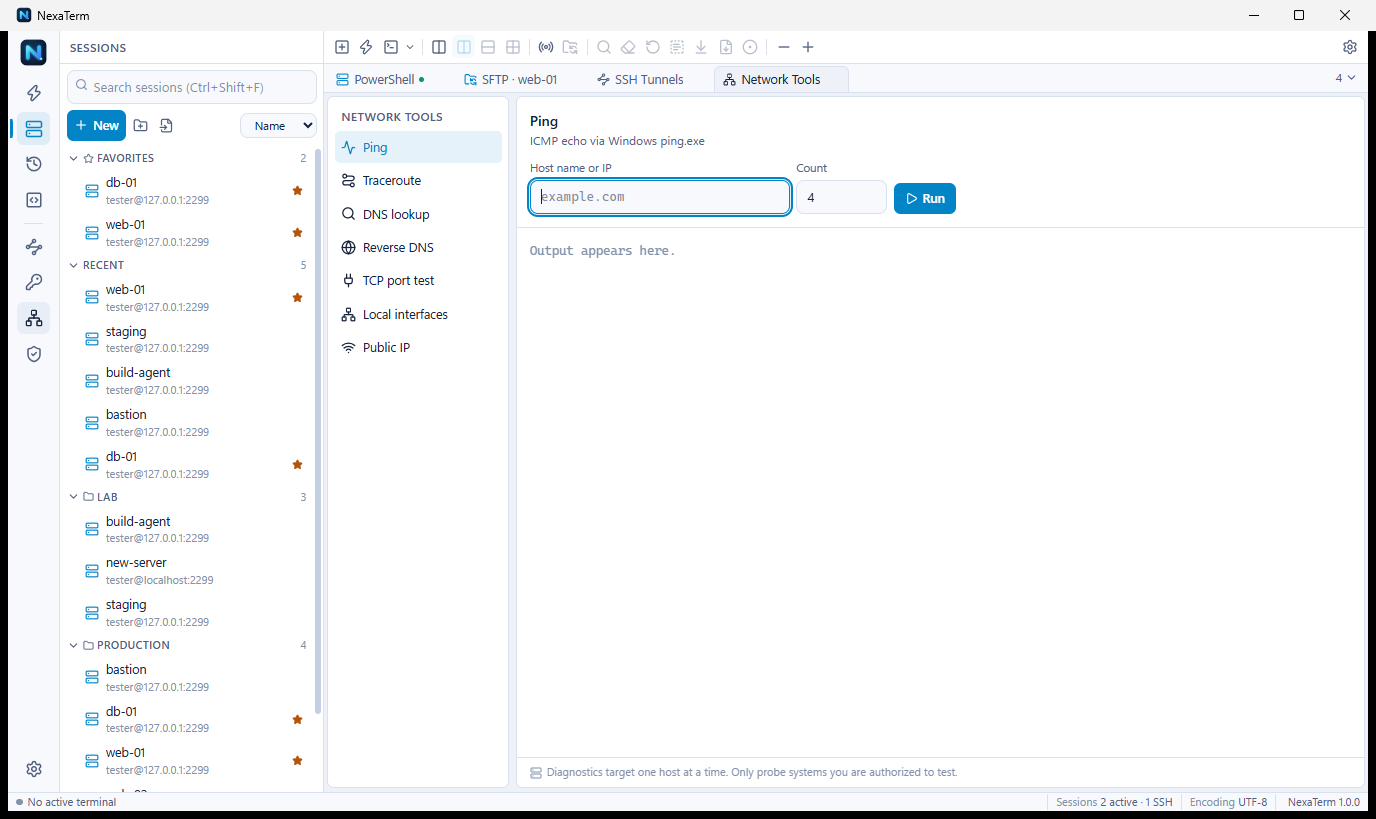 NexaTerm
SESSIONS
Search sessions (Ctrl+Shift+F)
New
Name
FAVORITES 2
db-01
tester@127.0.0.1:2299
web-01
tester@127.0.0.1:2299
RECENT 5
web-01
tester@127.0.0.1:2299
staging
tester@127.0.0.1:2299
build-agent
tester@127.0.0.1:2299
bastion
tester@127.0.0.1:2299
db-01
tester@127.0.0.1:2299
LAB 3
build-agent
tester@127.0.0.1:2299
new-server
tester@localhost:2299
staging
tester@127.0.0.1:2299
PRODUCTION 4
bastion
tester@127.0.0.1:2299
db-01
tester@127.0.0.1:2299
web-01
tester@127.0.0.1:2299
PowerShell SFTP · web-01 SSH Tunnels Network Tools 4
NETWORK TOOLS
Ping
Traceroute
DNS lookup
Reverse DNS
TCP port test
Local interfaces
Public IP
Ping
ICMP echo via Windows ping.exe
Host name or IP Count
example.com 4 Run
Output appears here.
Diagnostics target one host at a time. Only probe systems you are authorized to test.
No active terminal Sessions 2 active · 1 SSH Encoding UTF-8 NexaTerm 1.0.0